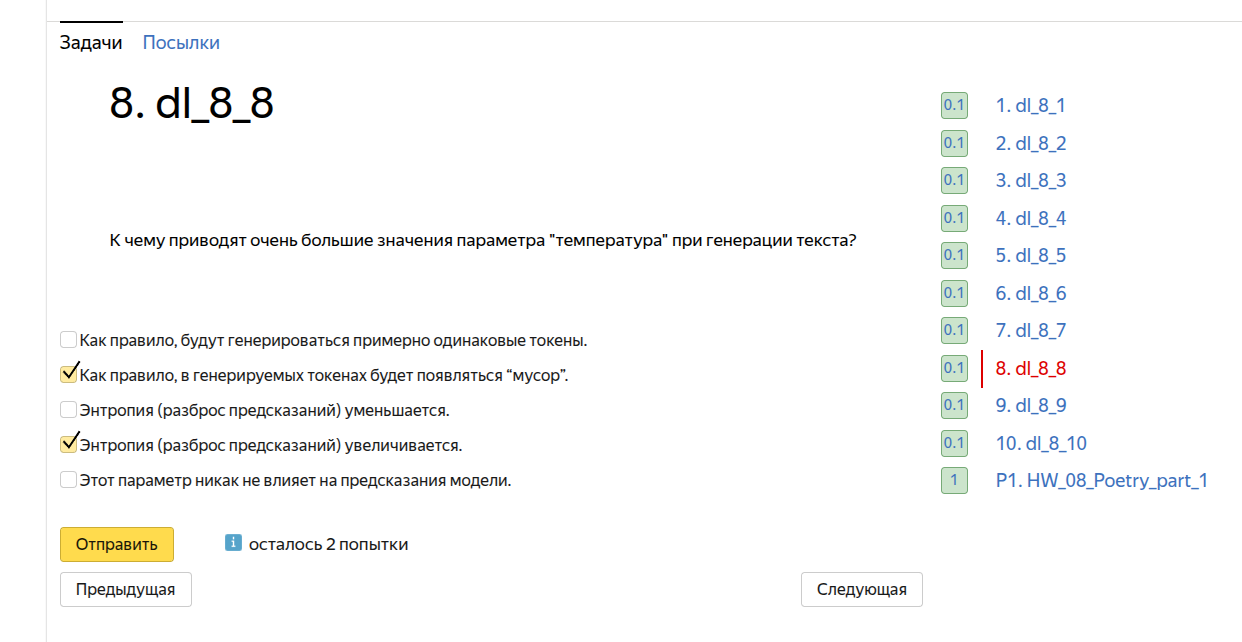 Задачи Посылки
8. dl_8_8
К чему приводят очень большие значения параметра "температура" при генерации текста?
Как правило, будут генерироваться примерно одинаковые токены.
Как правило, в генерируемых токенах будет появляться “мусор”.
Энтропия (разброс предсказаний) уменьшается.
Энтропия (разброс предсказаний) увеличивается.
Этот параметр никак не влияет на предсказания модели.
Отправить
i осталось 2 попытки
Предыдущая
Следующая
0.1 1. dl_8_1
0.1 2. dl_8_2
0.1 3. dl_8_3
0.1 4. dl_8_4
0.1 5. dl_8_5
0.1 6. dl_8_6
0.1 7. dl_8_7
0.1 8. dl_8_8
0.1 9. dl_8_9
0.1 10. dl_8_10
1 P1. HW_08_Poetry_part_1